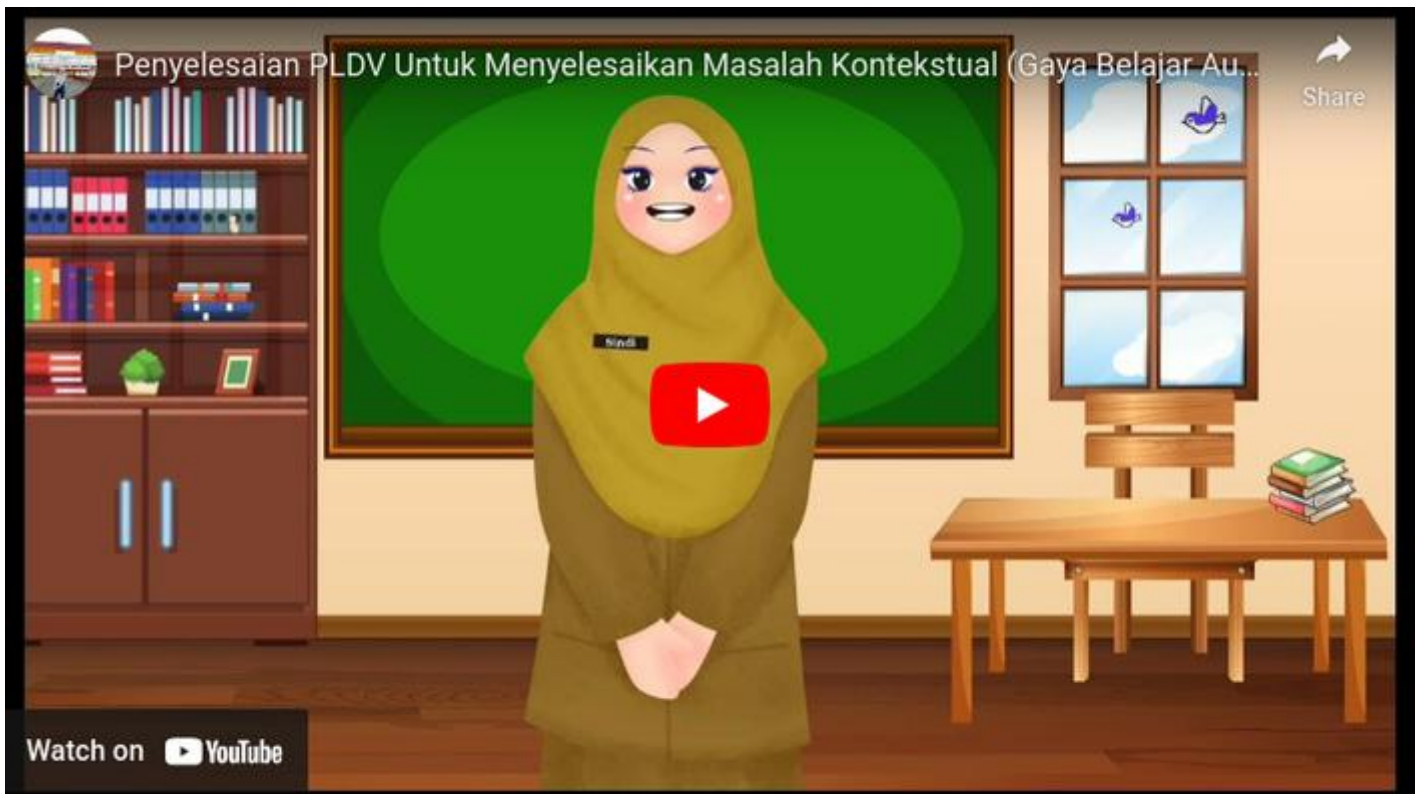 Penyelesaian PLDV Untuk Menyelesaikan Masalah Kontekstual (Gaya Belajar Au...
Share
Sindi
Watch on YouTube